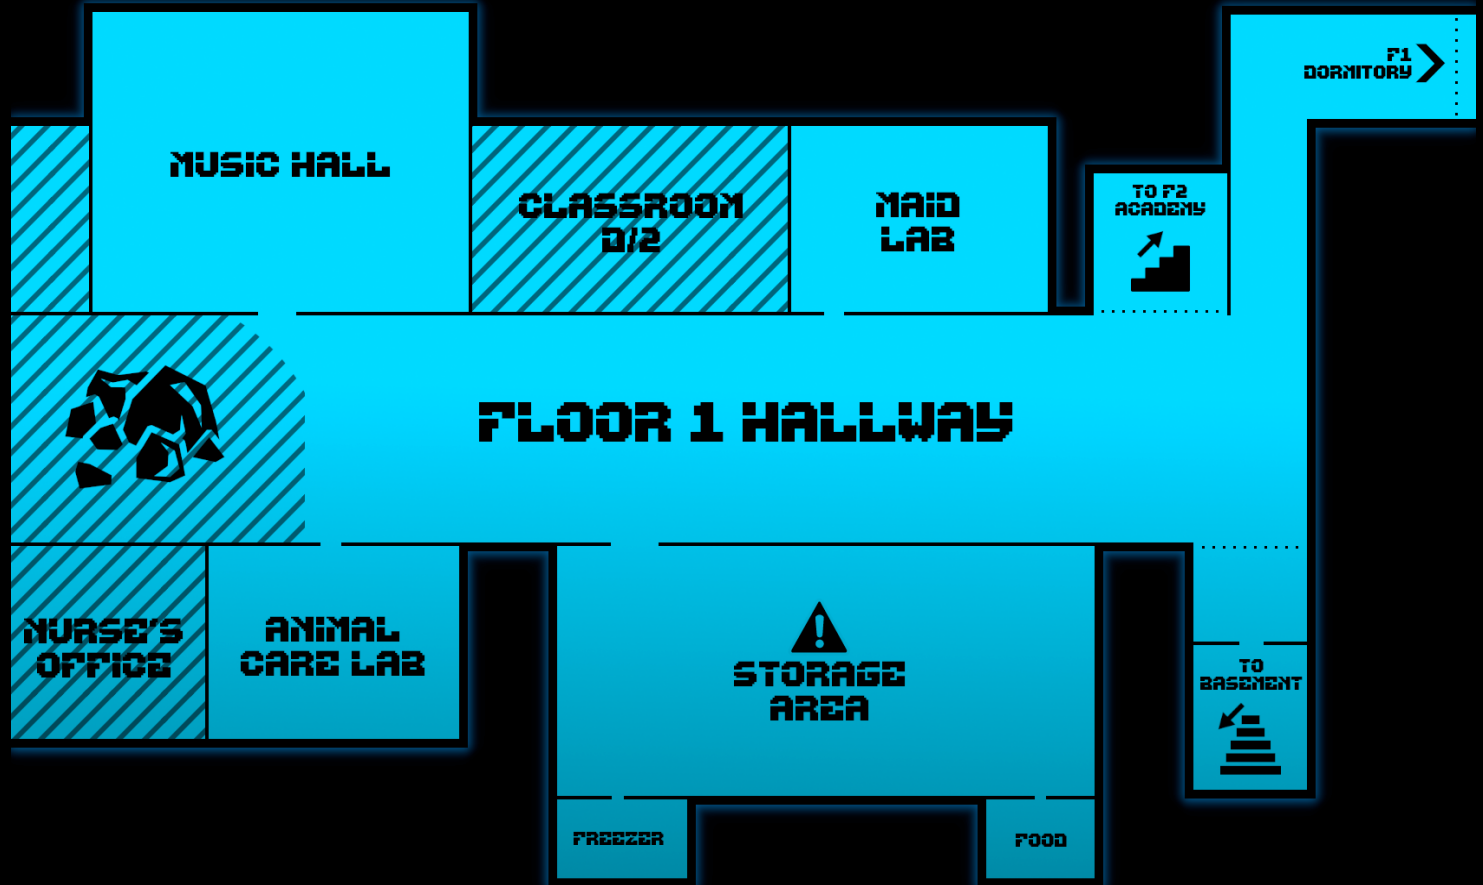 F1
DORMITORY
MUSIC HALL
TO F2
ACADEMY
CLASSROOM
D/2
MAID
LAB
FLOOR 1 HALLWAY
NURSE'S
OFFICE
ANIMAL
CARE LAB
!
STORAGE
AREA
TO
BASEMENT
FREEZER
FOOD